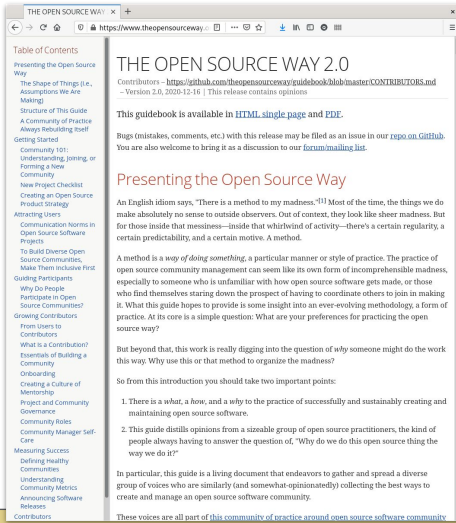 THE OPEN SOURCE WAY 2.0
https://www.theopensourceway.o
Table of Contents
Presenting the Open Source
Way
The Shape of Things (I.e.,
Assumptions We Are
Making)
Structure of This Guide
A Community of Practice
Always Rebuilding Itself
Getting Started
Community 101:
Understanding, Joining, or
Forming a New
Community
New Project Checklist
Creating an Open Source
Product Strategy
Attracting Users
Communication Norms in
Open Source Software
Projects
To Build Diverse Open
Source Communities,
Make Them Inclusive First
Guiding Participants
Why Do People
Participate in Open
Source Communities?
Growing Contributors
From Users to
Contributors
What Is a Contribution?
Essentials of Building a
Community
Onboarding
Creating a Culture of
Mentorship
Project and Community
Governance
Community Roles
Community Manager Self-
Care
Measuring Success
Defining Healthy
Communities
Understanding
Community Metrics
Announcing Software
Releases
Contributors
THE OPEN SOURCE WAY 2.0
Contributors – https://github.com/theopensourceway/guidebook/blob/master/CONTRIBUTORS.md
– Version 2.0, 2020-12-16 | This release contains opinions
This guidebook is available in HTML single page and PDF.
Bugs (mistakes, comments, etc.) with this release may be filed as an issue in our repo on GitHub.
You are also welcome to bring it as a discussion to our forum/mailing list.
Presenting the Open Source Way
An English idiom says, "There is a method to my madness."[1] Most of the time, the things we do
make absolutely no sense to outside observers. Out of context, they look like sheer madness. But
for those inside that messiness—inside that whirlwind of activity—there's a certain regularity, a
certain predictability, and a certain motive. A method.
A method is a way of doing something, a particular manner or style of practice. The practice of
open source community management can seem like its own form of incomprehensible madness,
especially to someone who is unfamiliar with how open source software gets made, or those
who find themselves staring down the prospect of having to coordinate others to join in making
it. What this guide hopes to provide is some insight into an ever-evolving methodology, a form of
practice. At its core is a simple question: What are your preferences for practicing the open
source way?
But beyond that, this work is really digging into the question of why someone might do the work
this way. Why use this or that method to organize the madness?
So from this introduction you should take two important points:
1. There is a what, a how, and a why to the practice of successfully and sustainably creating and
maintaining open source software.
2. This guide distills opinions from a sizeable group of open source practitioners, the kind of
people always having to answer the question of, "Why do we do this open source thing the
way we do it?"
In particular, this guide is a living document that endeavors to gather and spread a diverse
group of voices who are similarly (and somewhat-opinionatedly) collecting the best ways to
create and manage an open source software community.
These voices are all part of this community of practice around open source software community